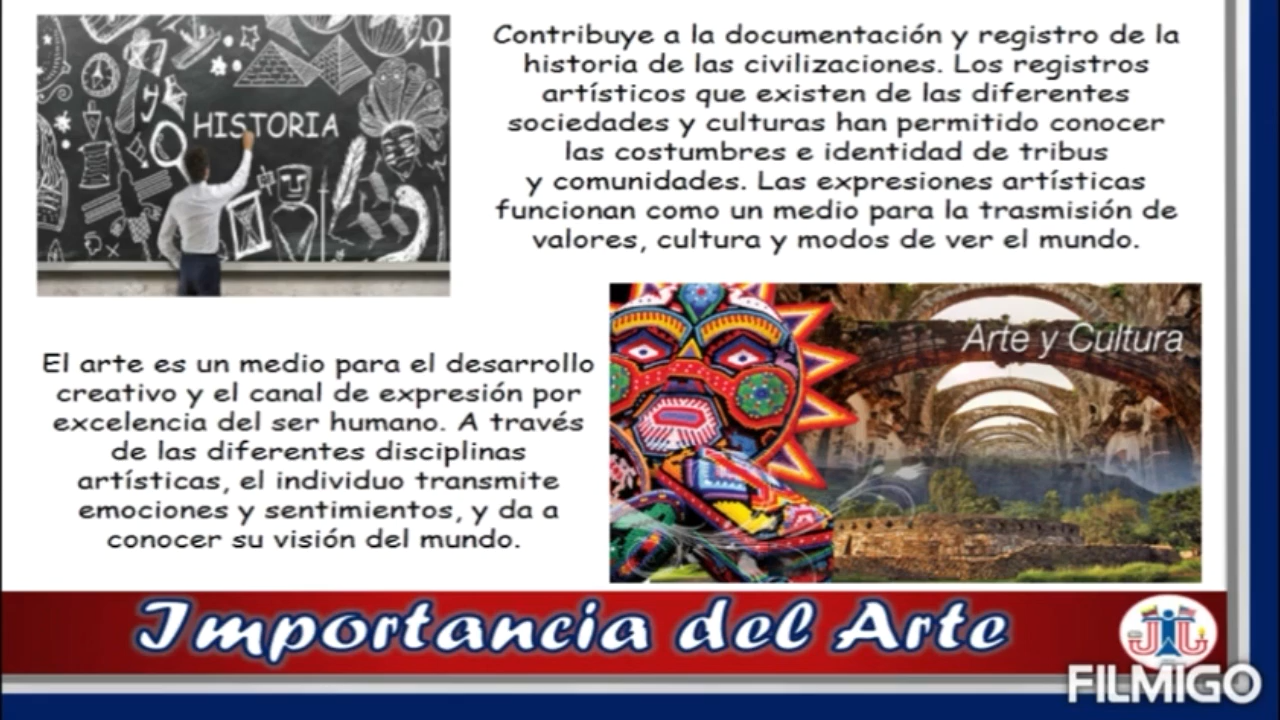 HISTORIA
Contribuye a la documentación y registro de la
historia de las civilizaciones. Los registros
artísticos que existen de las diferentes
sociedades y culturas han permitido conocer
las costumbres e identidad de tribus
y comunidades. Las expresiones artísticas
funcionan como un medio para la trasmisión de
valores, cultura y modos de ver el mundo.
El arte es un medio para el desarrollo
creativo y el canal de expresión por
excelencia del ser humano. A través
de las diferentes disciplinas
artísticas, el individuo transmite
emociones y sentimientos, y da a
conocer su visión del mundo.
Arte y Cultura
Importancia del Arte
FILMIGO